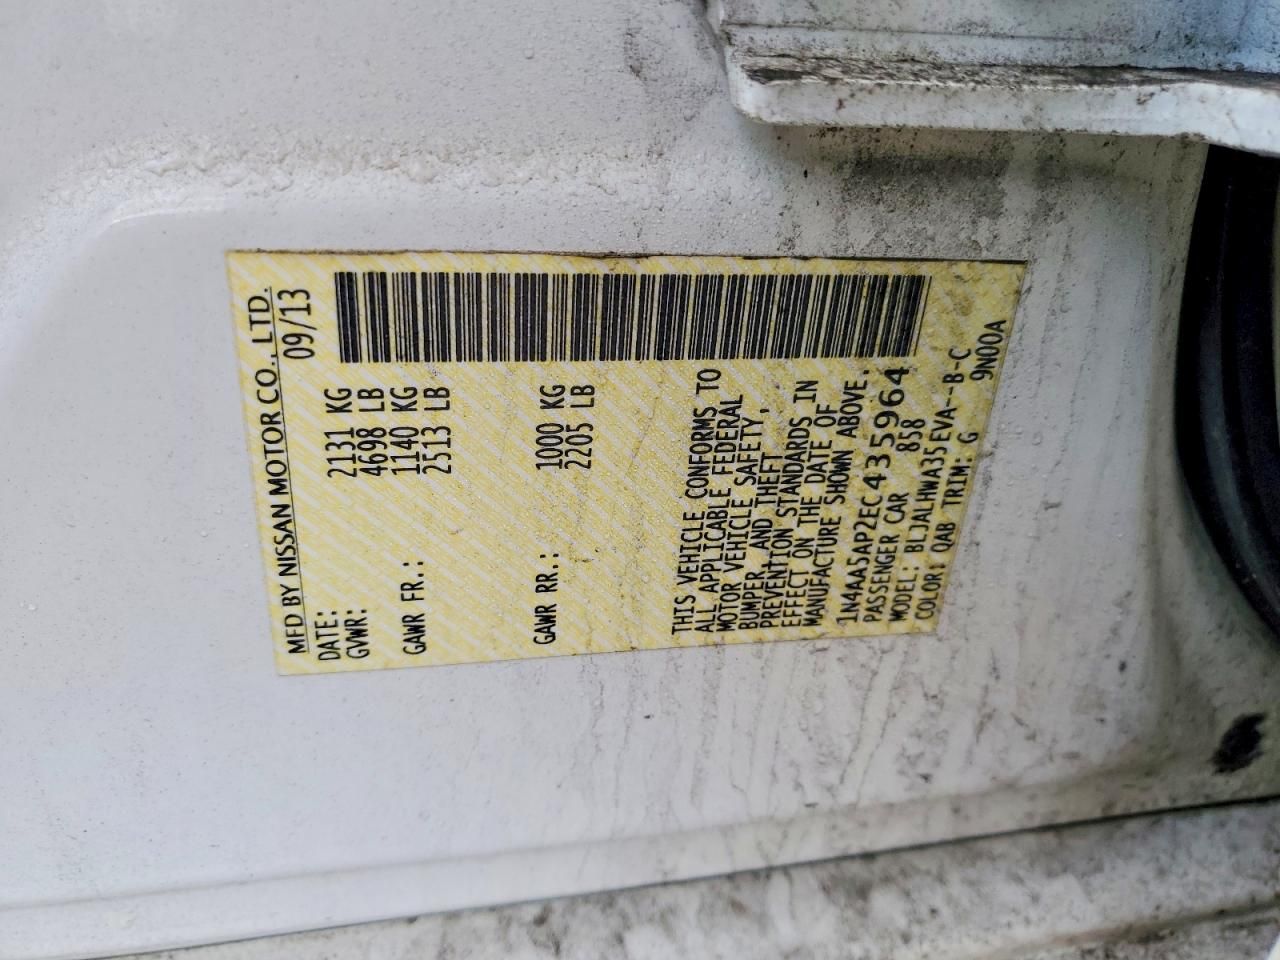 MFD BY NISSAN MOTOR CO., LTD.
DATE: 09/13
GVWR: 2131 KG
4698 LB
GAWR FR.: 1140 KG
2513 LB
GAWR RR.: 1000 KG
2205 LB
THIS VEHICLE CONFORMS TO
ALL APPLICABLE FEDERAL
MOTOR VEHICLE SAFETY,
BUMPER, AND THEFT
PREVENTION STANDARDS IN
EFFECT ON THE DATE OF
MANUFACTURE SHOWN ABOVE.
1N4AA5AP2EC435964
PASSENGER CAR 858
MODEL: BLJALHWA35EVA--B-C
COLOR: QAB TRIM: G 9N00A